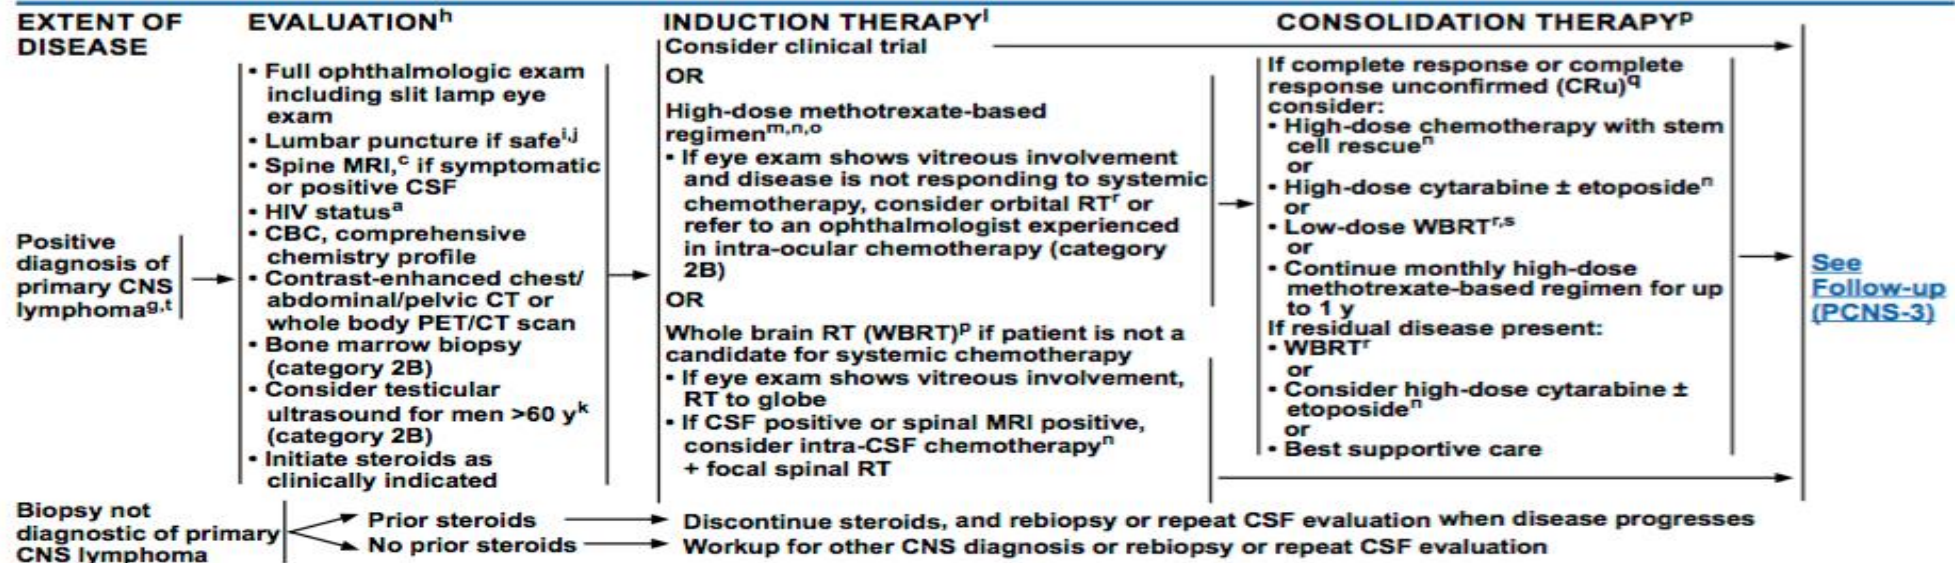 EXTENT OF
DISEASE
EVALUATIONʰ
INDUCTION THERAPYˡ
CONSOLIDATION THERAPYᵖ
Positive
diagnosis of
primary CNS
lymphomaᵍ,ᵗ
• Full ophthalmologic exam
including slit lamp eye
exam
• Lumbar puncture if safeⁱ,ʲ
• Spine MRI,ᶜ if symptomatic
or positive CSF
• HIV statusᵃ
• CBC, comprehensive
chemistry profile
• Contrast-enhanced chest/
abdominal/pelvic CT or
whole body PET/CT scan
• Bone marrow biopsy
(category 2B)
• Consider testicular
ultrasound for men >60 yᵏ
(category 2B)
• Initiate steroids as
clinically indicated
Consider clinical trial
OR
High-dose methotrexate-based
regimenᵐ,ⁿ,ᵒ
• If eye exam shows vitreous involvement
and disease is not responding to systemic
chemotherapy, consider orbital RTʳ or
refer to an ophthalmologist experienced
in intra-ocular chemotherapy (category
2B)
OR
Whole brain RT (WBRT)ᵖ if patient is not a
candidate for systemic chemotherapy
• If eye exam shows vitreous involvement,
RT to globe
• If CSF positive or spinal MRI positive,
consider intra-CSF chemotherapyⁿ
+ focal spinal RT
If complete response or complete
response unconfirmed (CRu)q
consider:
• High-dose chemotherapy with stem
cell rescueⁿ
or
• High-dose cytarabine ± etoposideⁿ
or
• Low-dose WBRTʳ,ˢ
or
• Continue monthly high-dose
methotrexate-based regimen for up
to 1 y
If residual disease present:
• WBRTʳ
or
• Consider high-dose cytarabine ±
etoposideⁿ
or
• Best supportive care
See
Follow-up
(PCNS-3)
Biopsy not
diagnostic of primary
CNS lymphoma
Prior steroids
Discontinue steroids, and rebiopsy or repeat CSF evaluation when disease progresses
No prior steroids
Workup for other CNS diagnosis or rebiopsy or repeat CSF evaluation